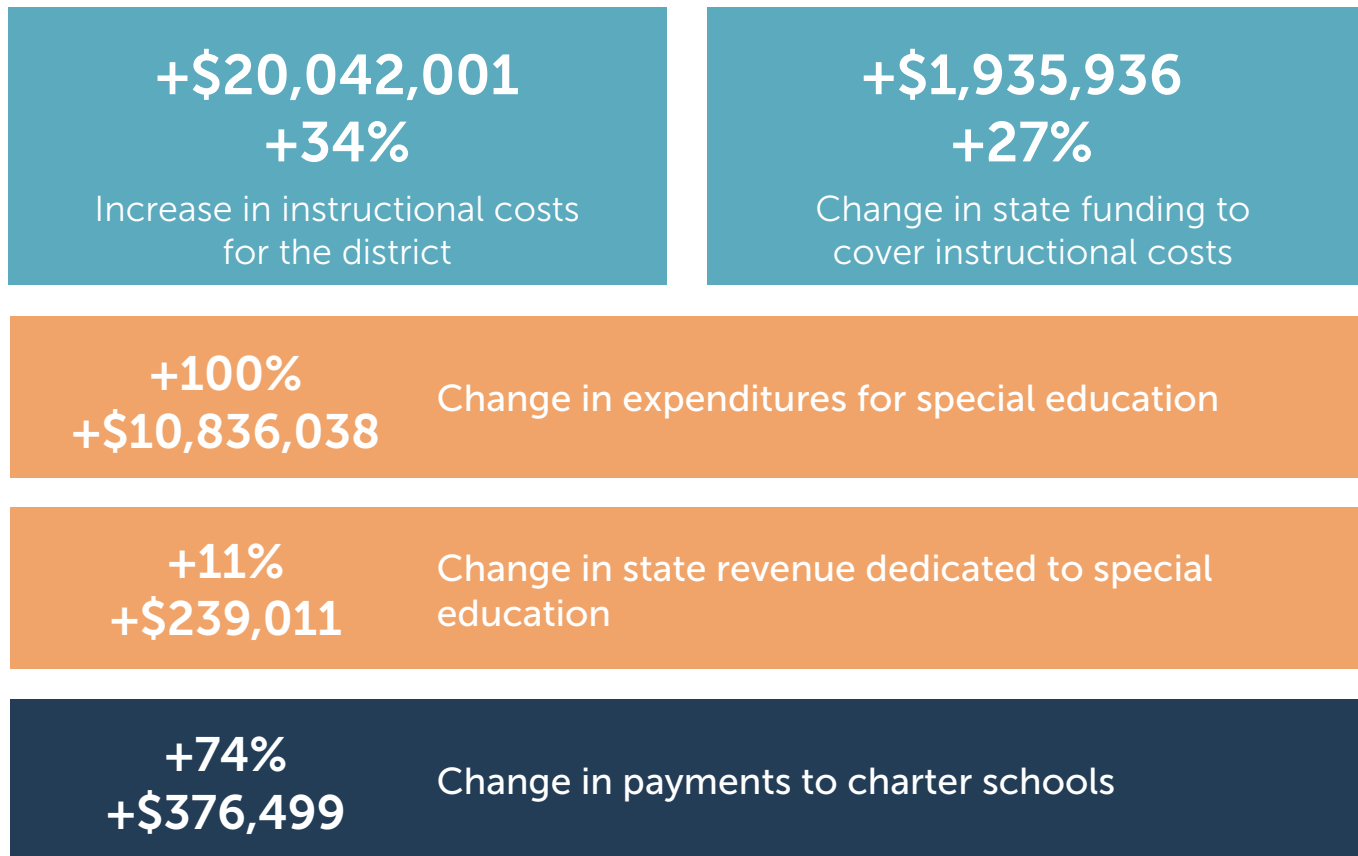 +$20,042,001
+34%
Increase in instructional costs
for the district
+$1,935,936
+27%
Change in state funding to
cover instructional costs
+100%
+$10,836,038
Change in expenditures for special education
+11%
+$239,011
Change in state revenue dedicated to special
education
+74%
+$376,499
Change in payments to charter schools